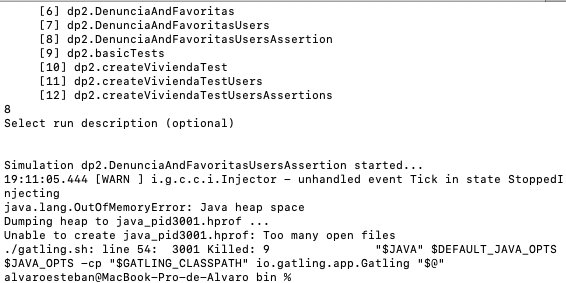 [6] dp2.DenunciaAndFavoritas
[7] dp2.DenunciaAndFavoritasUsers
[8] dp2.DenunciaAndFavoritasUsersAssertion
[9] dp2.basicTests
[10] dp2.createViviendaTest
[11] dp2.createViviendaTestUsers
[12] dp2.createViviendaTestUsersAssertions
8
Select run description (optional)
Simulation dp2.DenunciaAndFavoritasUsersAssertion started...
19:11:05.444 [WARN ] i.g.c.c.i.Injector - unhandled event Tick in state StoppedI
njecting
java.lang.OutOfMemoryError: Java heap space
Dumping heap to java_pid3001.hprof ...
Unable to create java_pid3001.hprof: Too many open files
./gatling.sh: line 54:  3001 Killed: 9               "$JAVA" $DEFAULT_JAVA_OPTS
$JAVA_OPTS -cp "$GATLING_CLASSPATH" io.gatling.app.Gatling "$@"
alvaroesteban@MacBook-Pro-de-Alvaro bin %